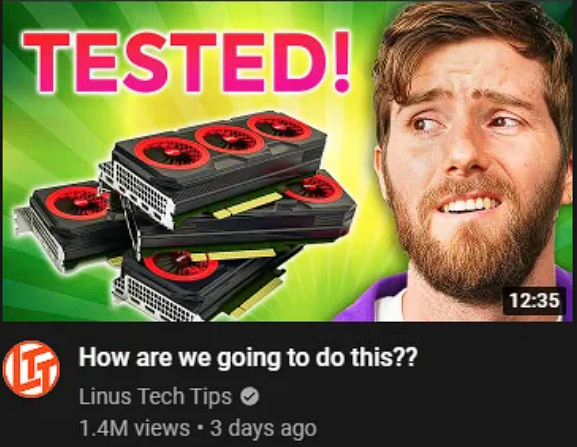 TESTED!
12:35
LTT
How are we going to do this??
Linus Tech Tips
1.4M views • 3 days ago